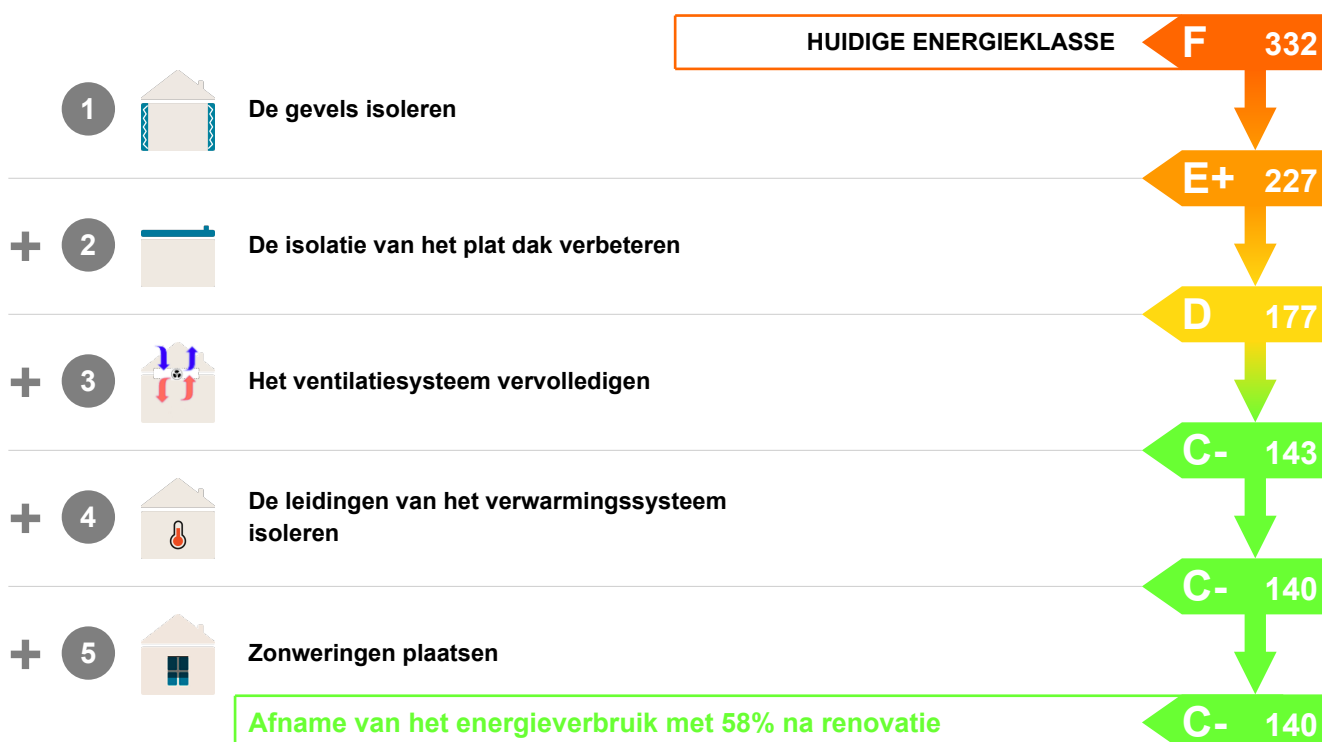 HUIDIGE ENERGIEKLASSE F 332
1 De gevels isoleren
E+ 227
+ 2 De isolatie van het plat dak verbeteren
D 177
+ 3 Het ventilatiesysteem vervolledigen
C- 143
+ 4 De leidingen van het verwarmingssysteem
isoleren
C- 140
+ 5 Zonweringen plaatsen
Afname van het energieverbruik met 58% na renovatie C- 140